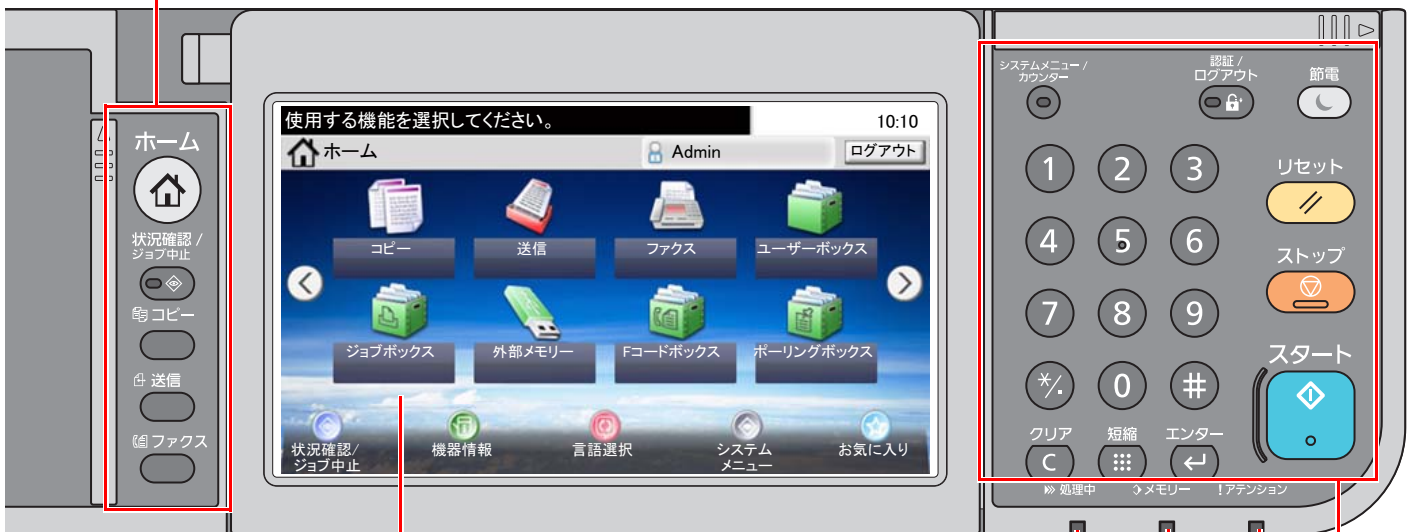 ホーム
状況確認 /
ジョブ中止
コピー
送信
ファクス
使用する機能を選択してください。
10:10
ホーム
Admin
ログアウト
コピー
送信
ファクス
ユーザーボックス
ジョブボックス
外部メモリー
Fコードボックス
ポーリングボックス
状況確認/
ジョブ中止
機器情報
言語選択
システム
メニュー
お気に入り
システムメニュー /
カウンター
認証 /
ログアウト
節電
1 2 3
リセット
4 5 6
ストップ
7 8 9
スタート
*/. 0 #
クリア 短縮 エンター
C
処理中 メモリー !アテンション